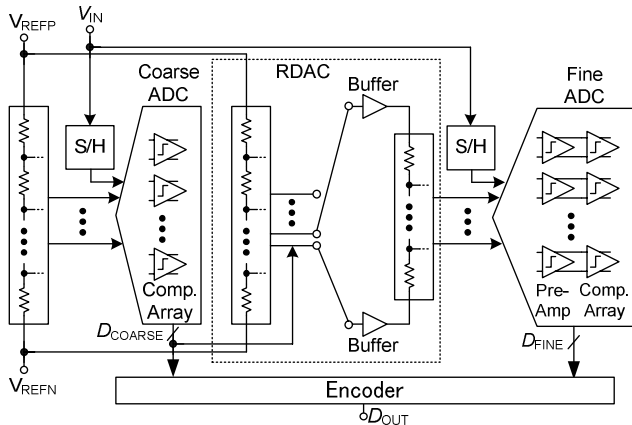 VREFP
VIN
Coarse
ADC
S/H
Comp.
Array
DCOARSE
VREFN
RDAC
Buffer
Buffer
S/H
Fine
ADC
Pre-
Amp
Comp.
Array
DFINE
Encoder
DOUT